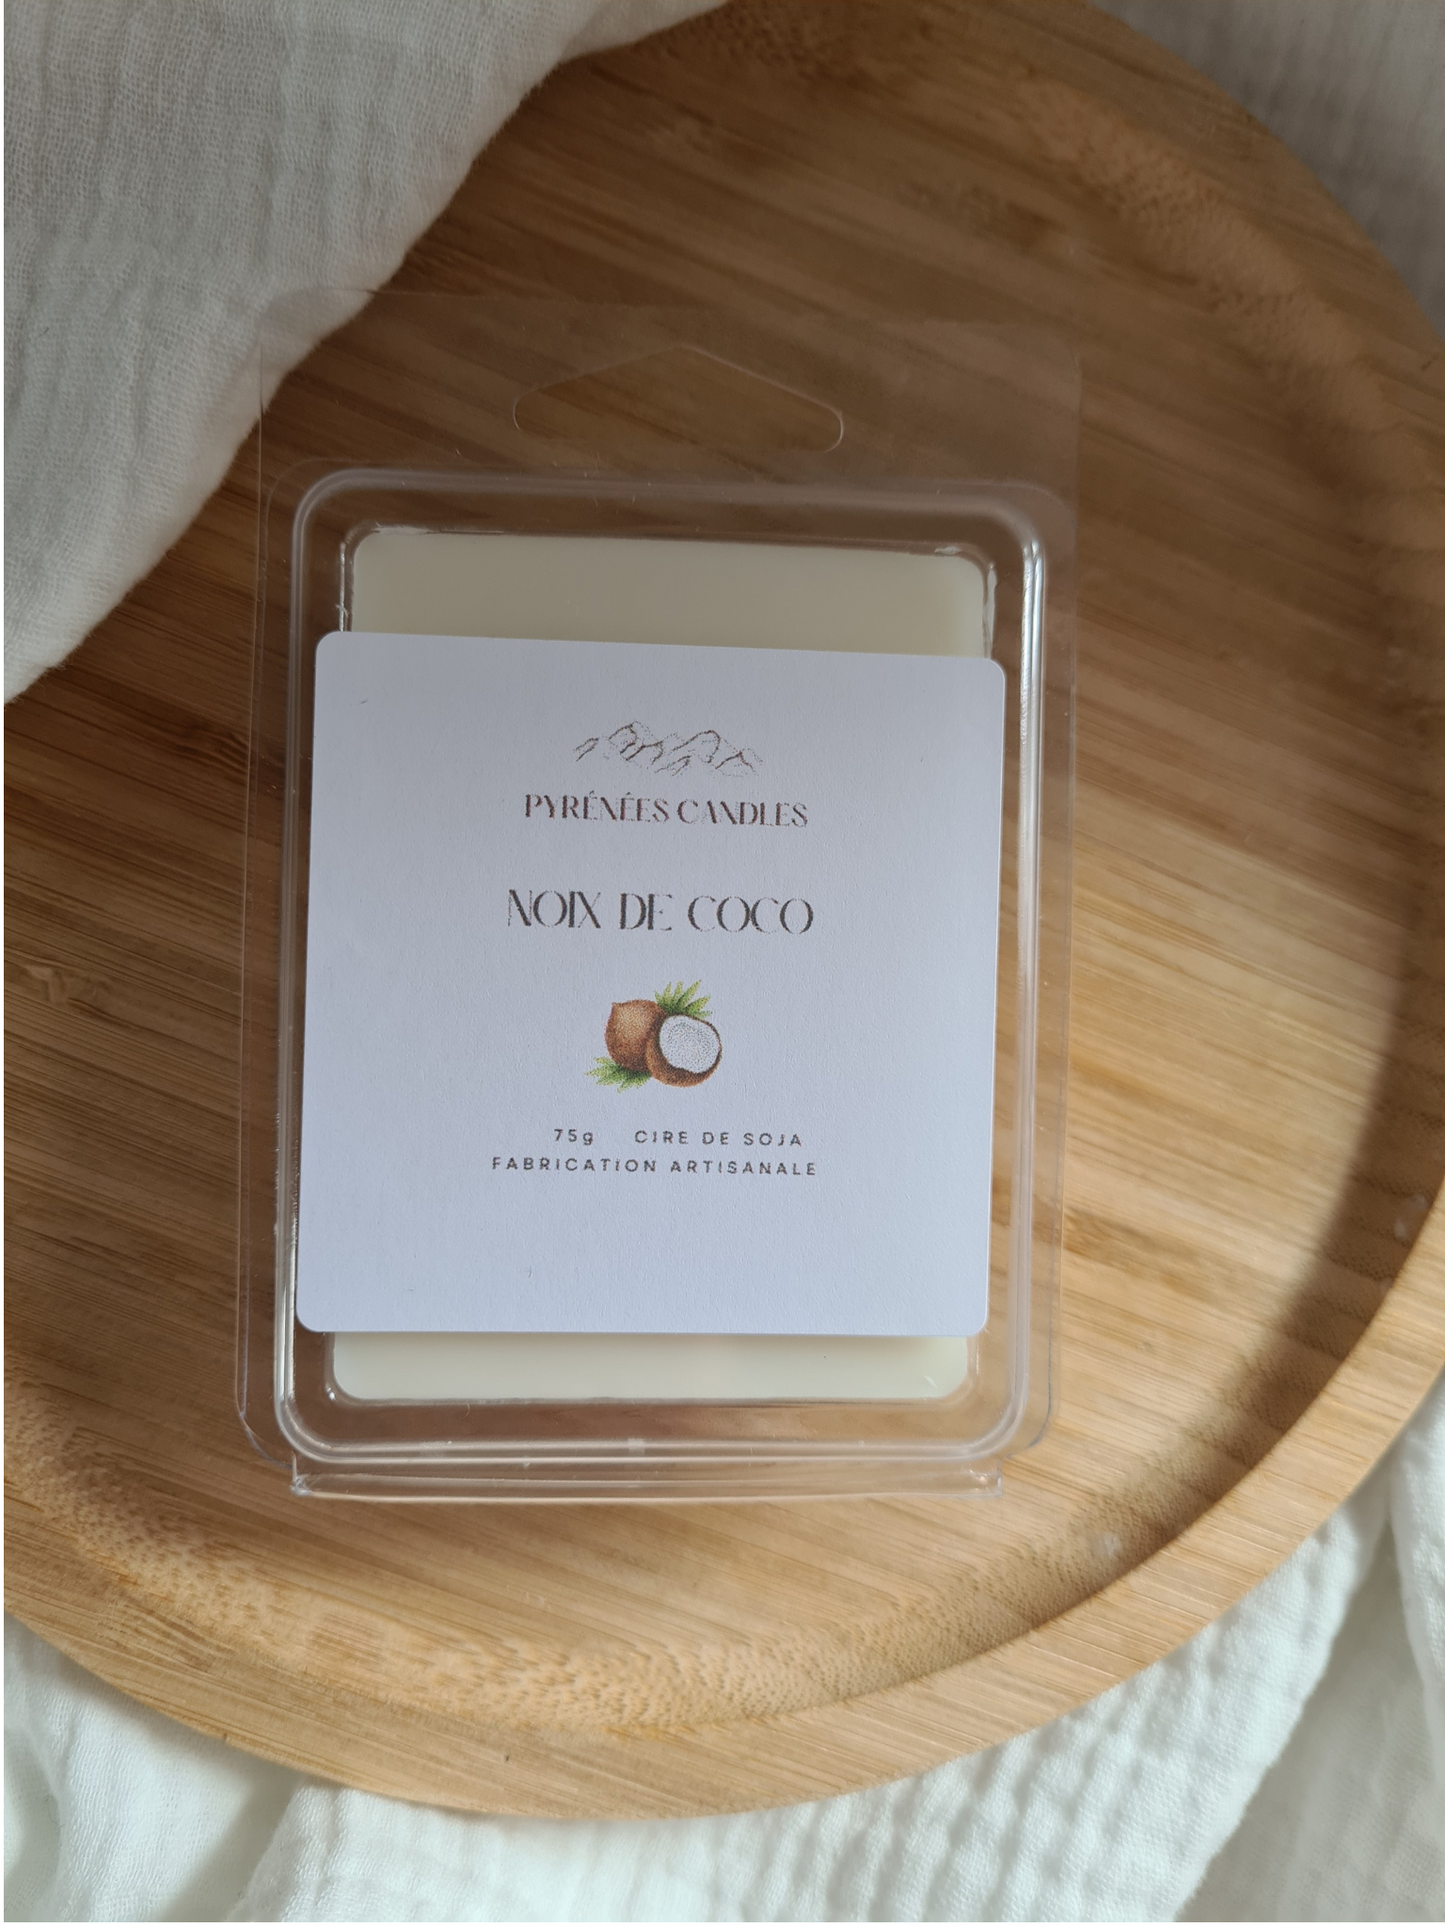 PYRÉNÉES CANDLES
NOIX DE COCO
75g CIRE DE SOJA
FABRICATION ARTISANALE